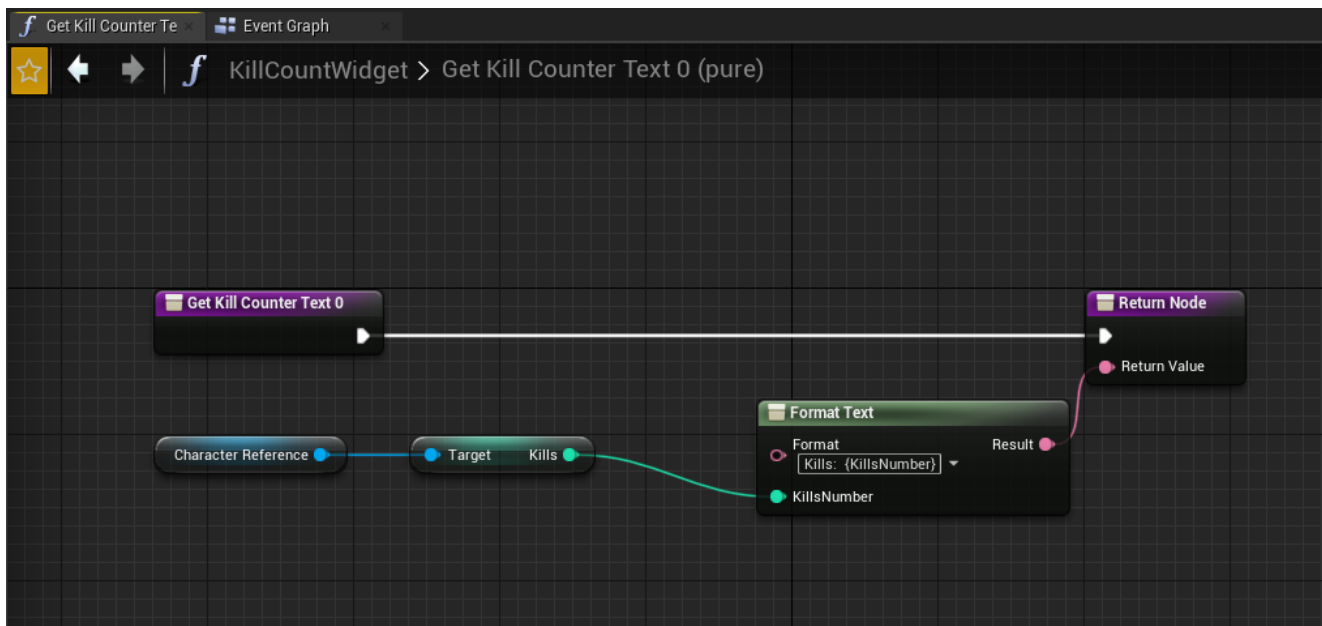 f Get Kill Counter Te × Event Graph ×
f KillCountWidget > Get Kill Counter Text 0 (pure)
Get Kill Counter Text 0
Return Node
Return Value
Format Text
Format Result
Kills: {KillsNumber}
KillsNumber
Character Reference
Target Kills